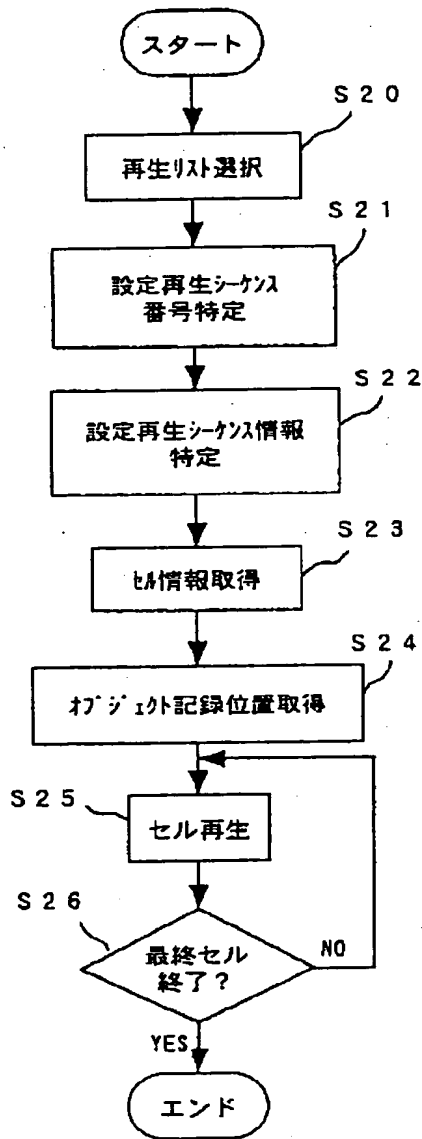 スタート
S20
再生ﾘｽﾄ選択
S21
設定再生ｼｰｹﾝｽ
番号特定
S22
設定再生ｼｰｹﾝｽ情報
特定
S23
ｾﾙ情報取得
S24
ｵﾌﾞｼﾞｪｸﾄ記録位置取得
S25
セル再生
S26
最終セル
終了?
NO
YES
エンド